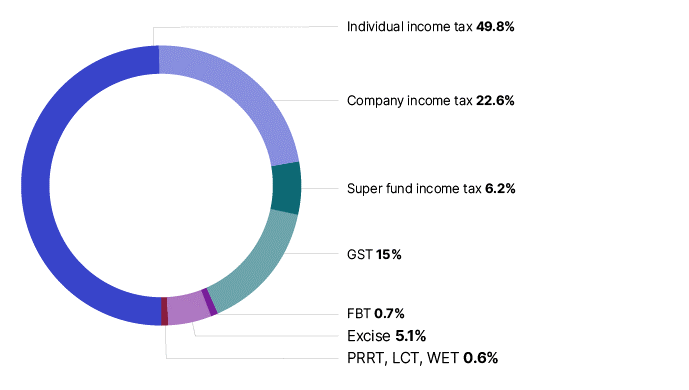 Individual income tax 49.8%
Company income tax 22.6%
Super fund income tax 6.2%
GST 15%
FBT 0.7%
Excise 5.1%
PRRT, LCT, WET 0.6%